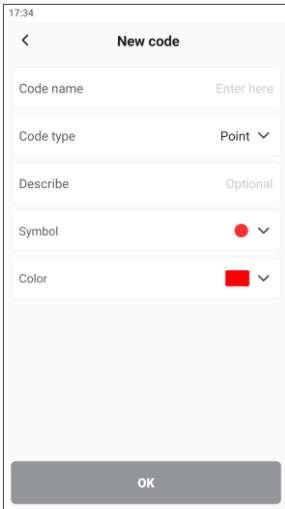 17:34
New code
Code name Enter here
Code type Point
Describe Optional
Symbol
Color
OK